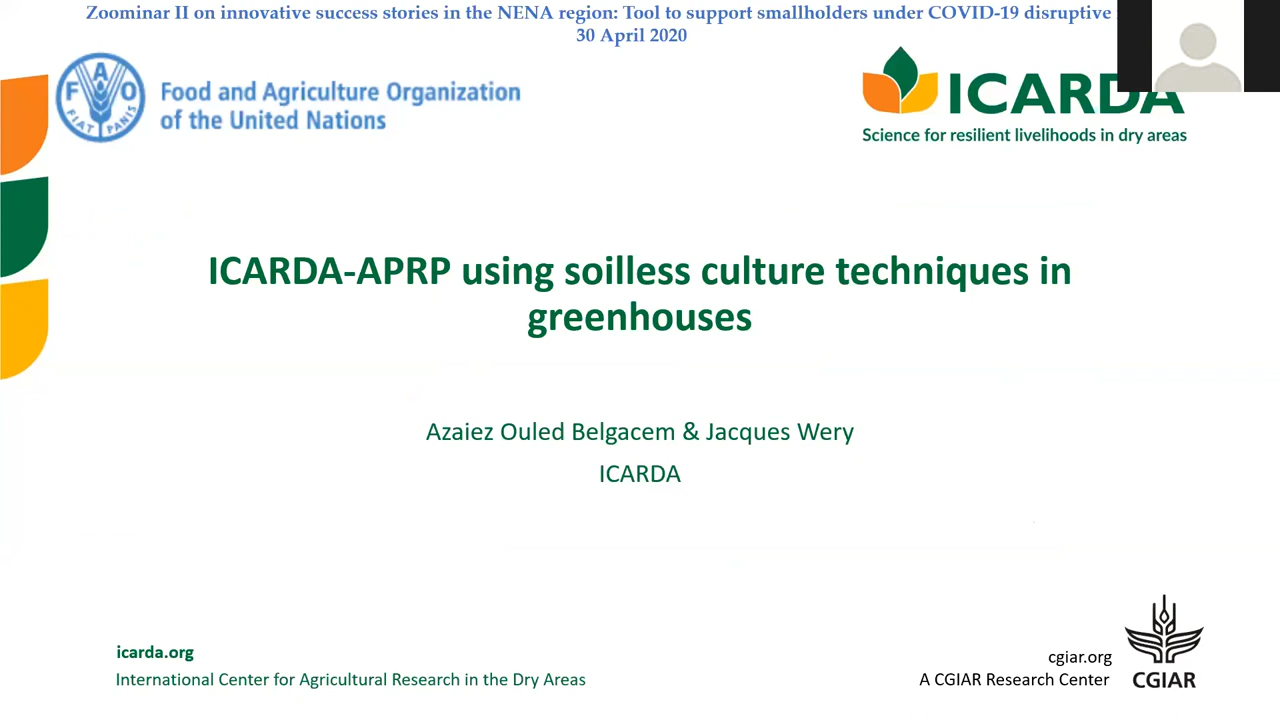 Zoominar II on innovative success stories in the NENA region: Tool to support smallholders under COVID-19 disruptive
30 April 2020
FAO
FIAT PANIS
Food and Agriculture Organization
of the United Nations
ICARDA
Science for resilient livelihoods in dry areas
ICARDA-APRP using soilless culture techniques in
greenhouses
Azaiez Ouled Belgacem & Jacques Wery
ICARDA
icarda.org
International Center for Agricultural Research in the Dry Areas
cgiar.org
A CGIAR Research Center
CGIAR